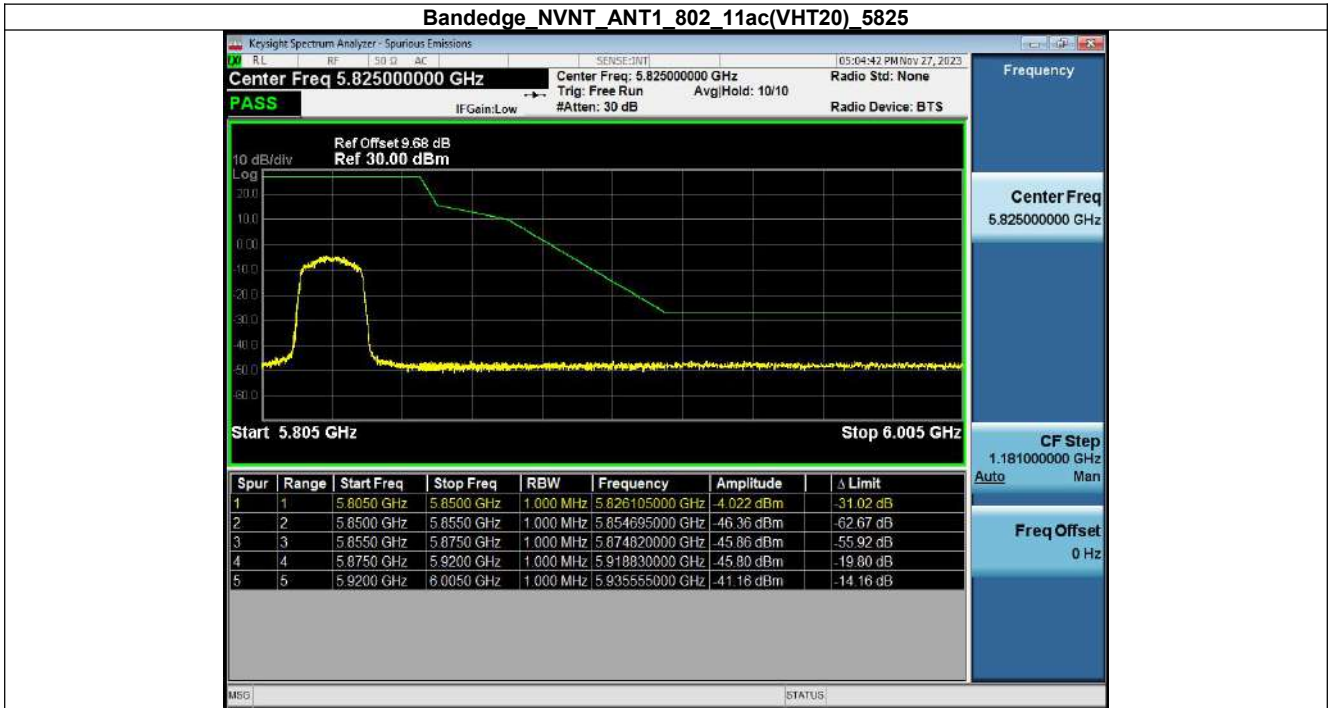 Bandedge_NVNT_ANT1_802_11ac(VHT20)_5825
Keysight Spectrum Analyzer - Spurious Emissions
RL RF 50 Ω AC SENSE:INT 05:04:42 PM Nov 27, 2023
Center Freq 5.825000000 GHz Center Freq: 5.825000000 GHz Radio Std: None
Trig: Free Run Avg|Hold: 10/10
PASS IFGain:Low #Atten: 30 dB Radio Device: BTS
Frequency
Ref Offset 9.68 dB
10 dB/div Ref 30.00 dBm
Log
20.0
10.0
0.00
-10.0
-20.0
-30.0
-40.0
-50.0
-60.0
Start 5.805 GHz Stop 6.005 GHz
Center Freq
5.825000000 GHz
CF Step
1.181000000 GHz
Auto Man
Freq Offset
0 Hz
Spur Range Start Freq Stop Freq RBW Frequency Amplitude Δ Limit
1 1 5.8050 GHz 5.8500 GHz 1.000 MHz 5.826105000 GHz -4.022 dBm -31.02 dB
2 2 5.8500 GHz 5.8550 GHz 1.000 MHz 5.854695000 GHz -46.36 dBm -62.67 dB
3 3 5.8550 GHz 5.8750 GHz 1.000 MHz 5.874820000 GHz -45.86 dBm -55.92 dB
4 4 5.8750 GHz 5.9200 GHz 1.000 MHz 5.918830000 GHz -45.80 dBm -19.80 dB
5 5 5.9200 GHz 6.0050 GHz 1.000 MHz 5.935555000 GHz -41.16 dBm -14.16 dB
MSG STATUS